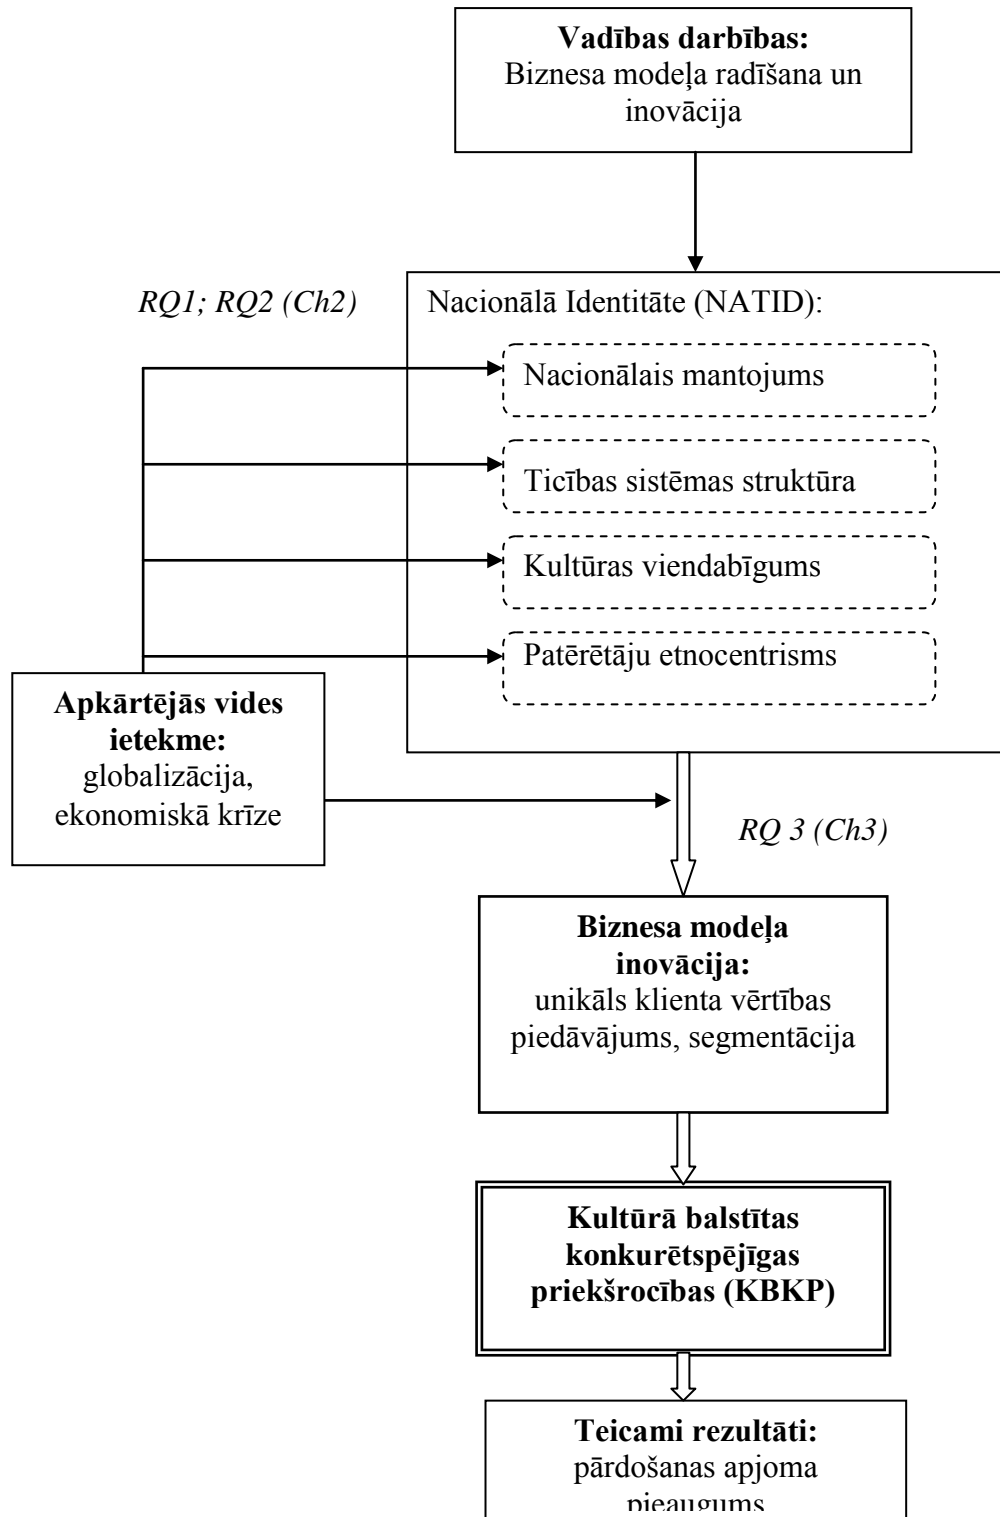 Vadības darbības:
Biznesa modeļa radīšana un
inovācija
RQ1; RQ2 (Ch2)
Nacionālā Identitāte (NATID):
Nacionālais mantojums
Ticības sistēmas struktūra
Kultūras viendabīgums
Patērētāju etnocentrisms
Apkārtējās vides
ietekme:
globalizācija,
ekonomiskā krīze
RQ 3 (Ch3)
Biznesa modeļa
inovācija:
unikāls klienta vērtības
piedāvājums, segmentācija
Kultūrā balstītas
konkurētspējīgas
priekšrocības (KBKP)
Teicami rezultāti:
pārdošanas apjoma
pieaugums